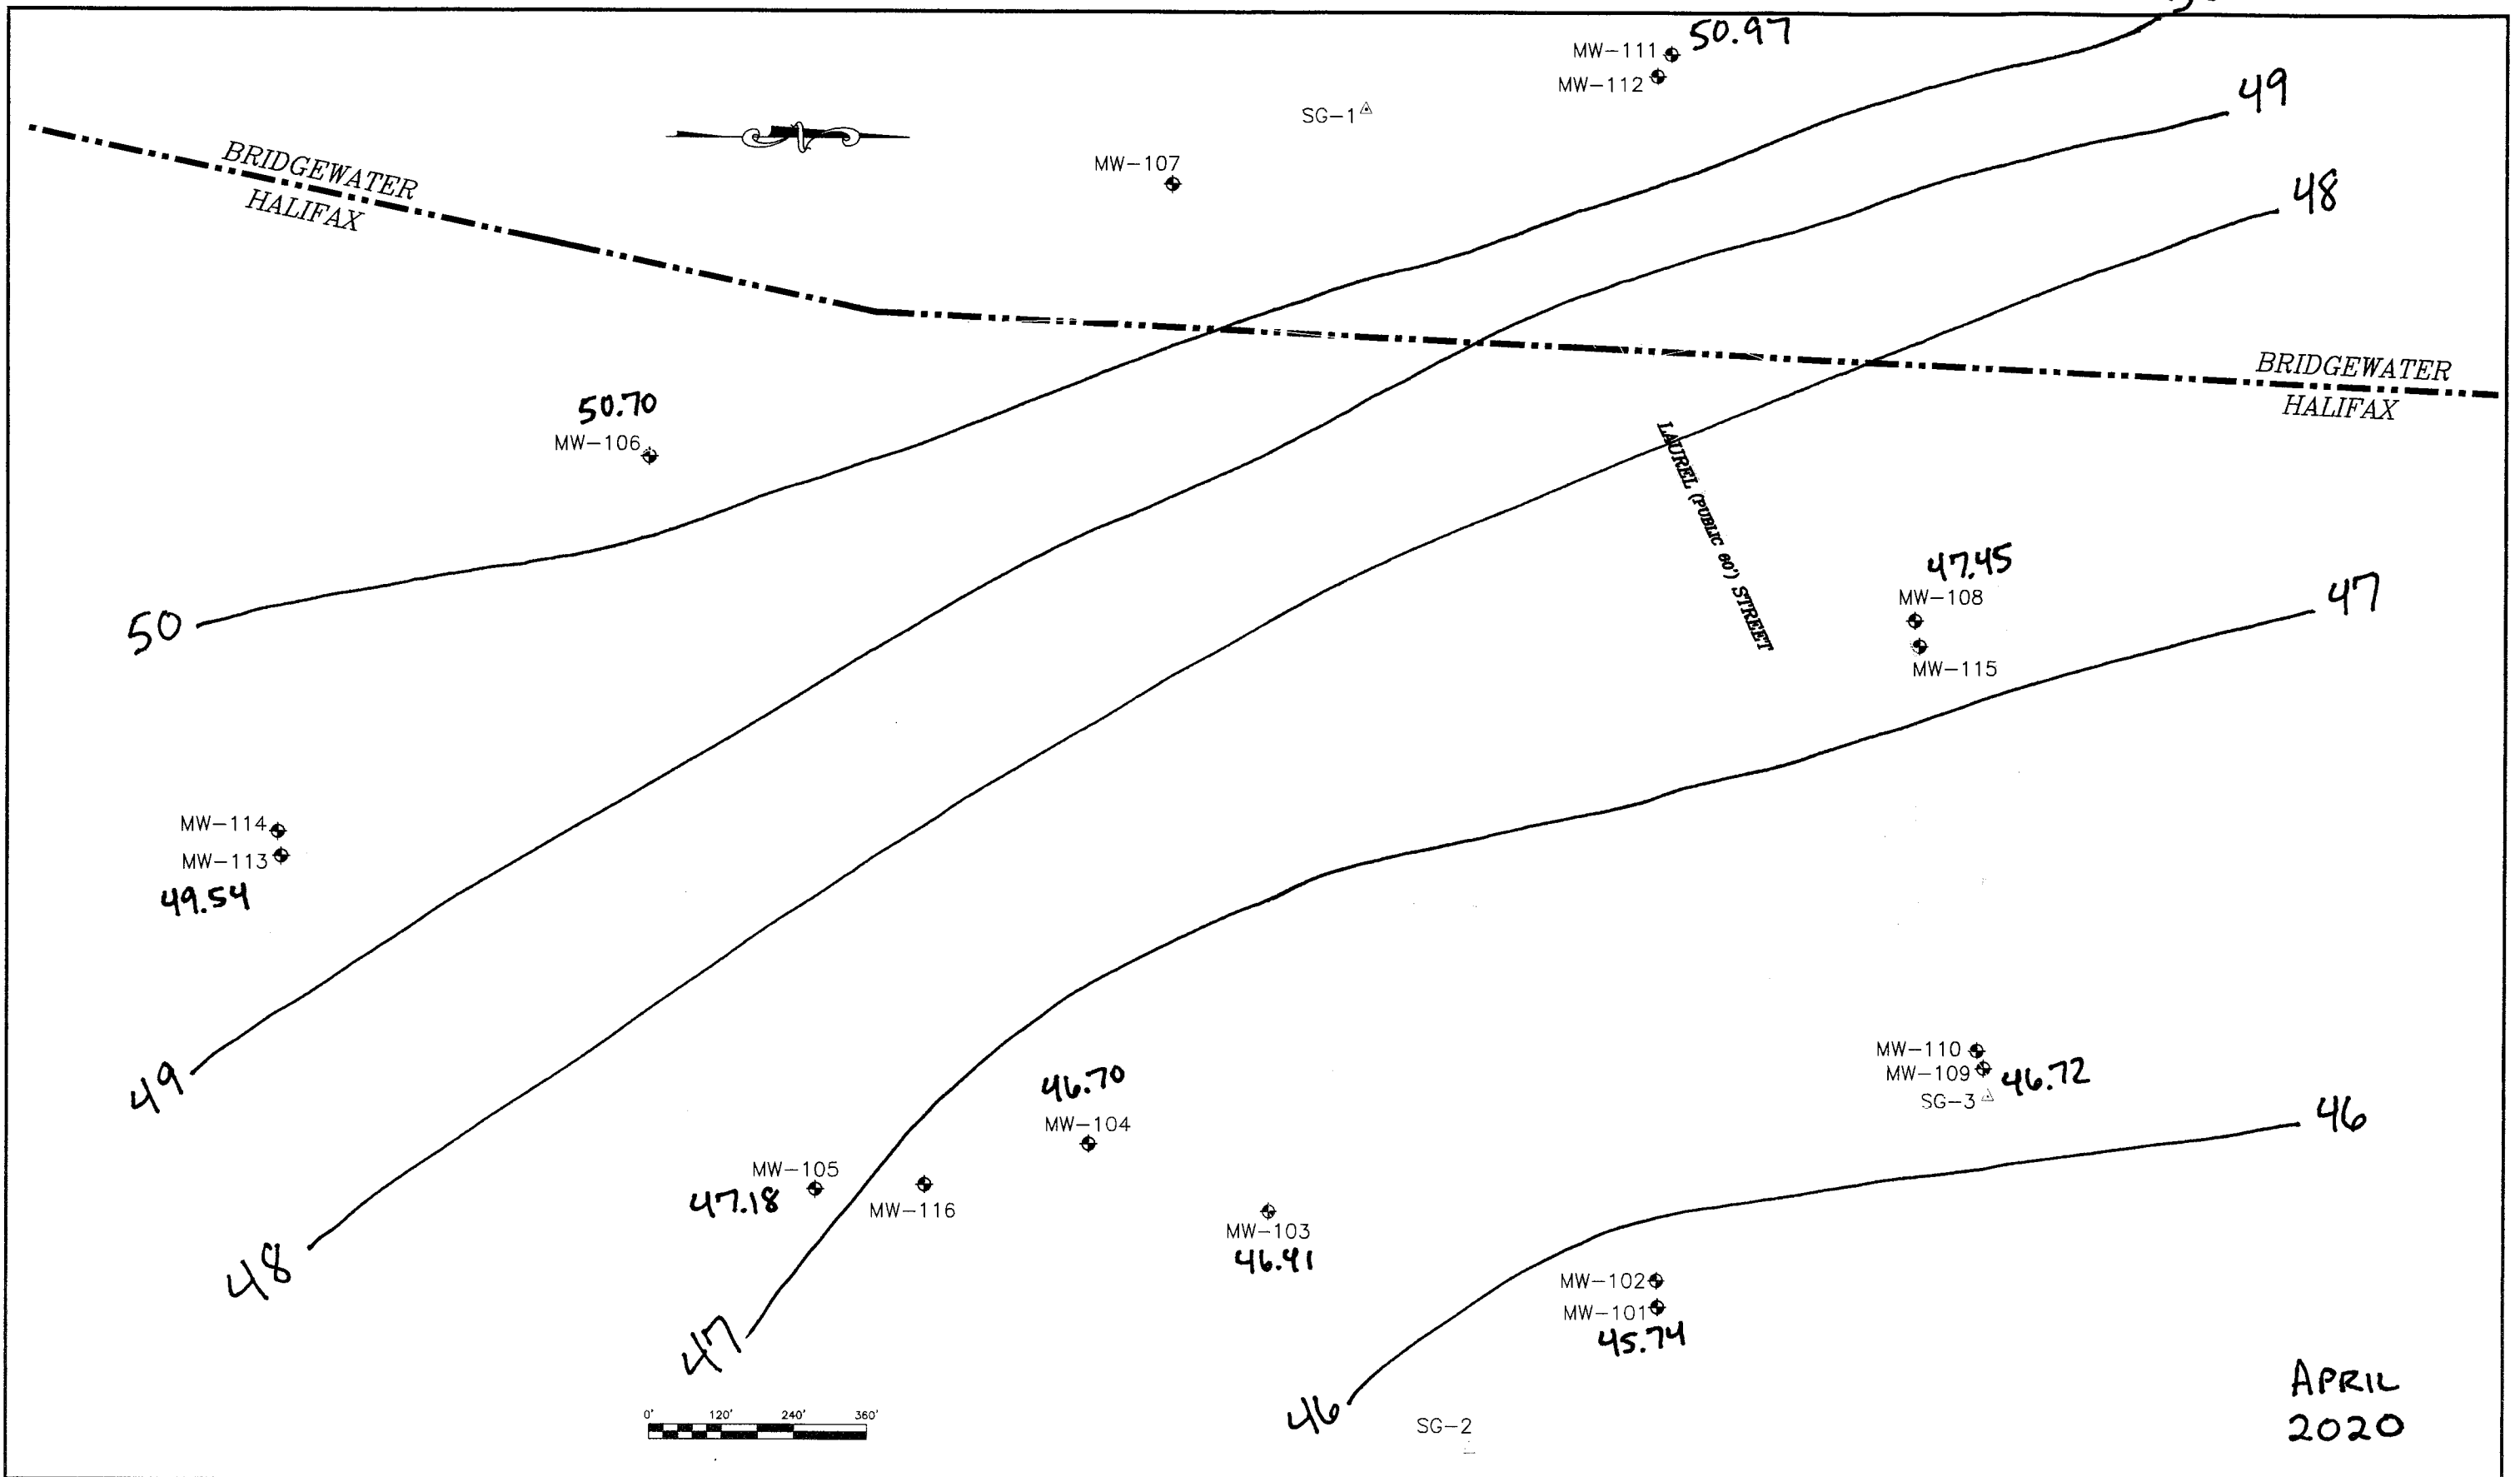 50.97
MW-111
MW-112
SG-1
49
BRIDGEWATER
HALIFAX
N
MW-107
48
BRIDGEWATER
HALIFAX
50.70
MW-106
LAUREL (PUBLIC 60') STREET
47.45
MW-108
47
50
MW-115
MW-114
MW-113
49.54
MW-110
MW-109
46.72
SG-3
49
46.70
MW-104
46
MW-105
47.18
MW-116
MW-103
46.41
48
MW-102
MW-101
45.74
47
46
SG-2
0' 120' 240' 360'
APRIL
2020